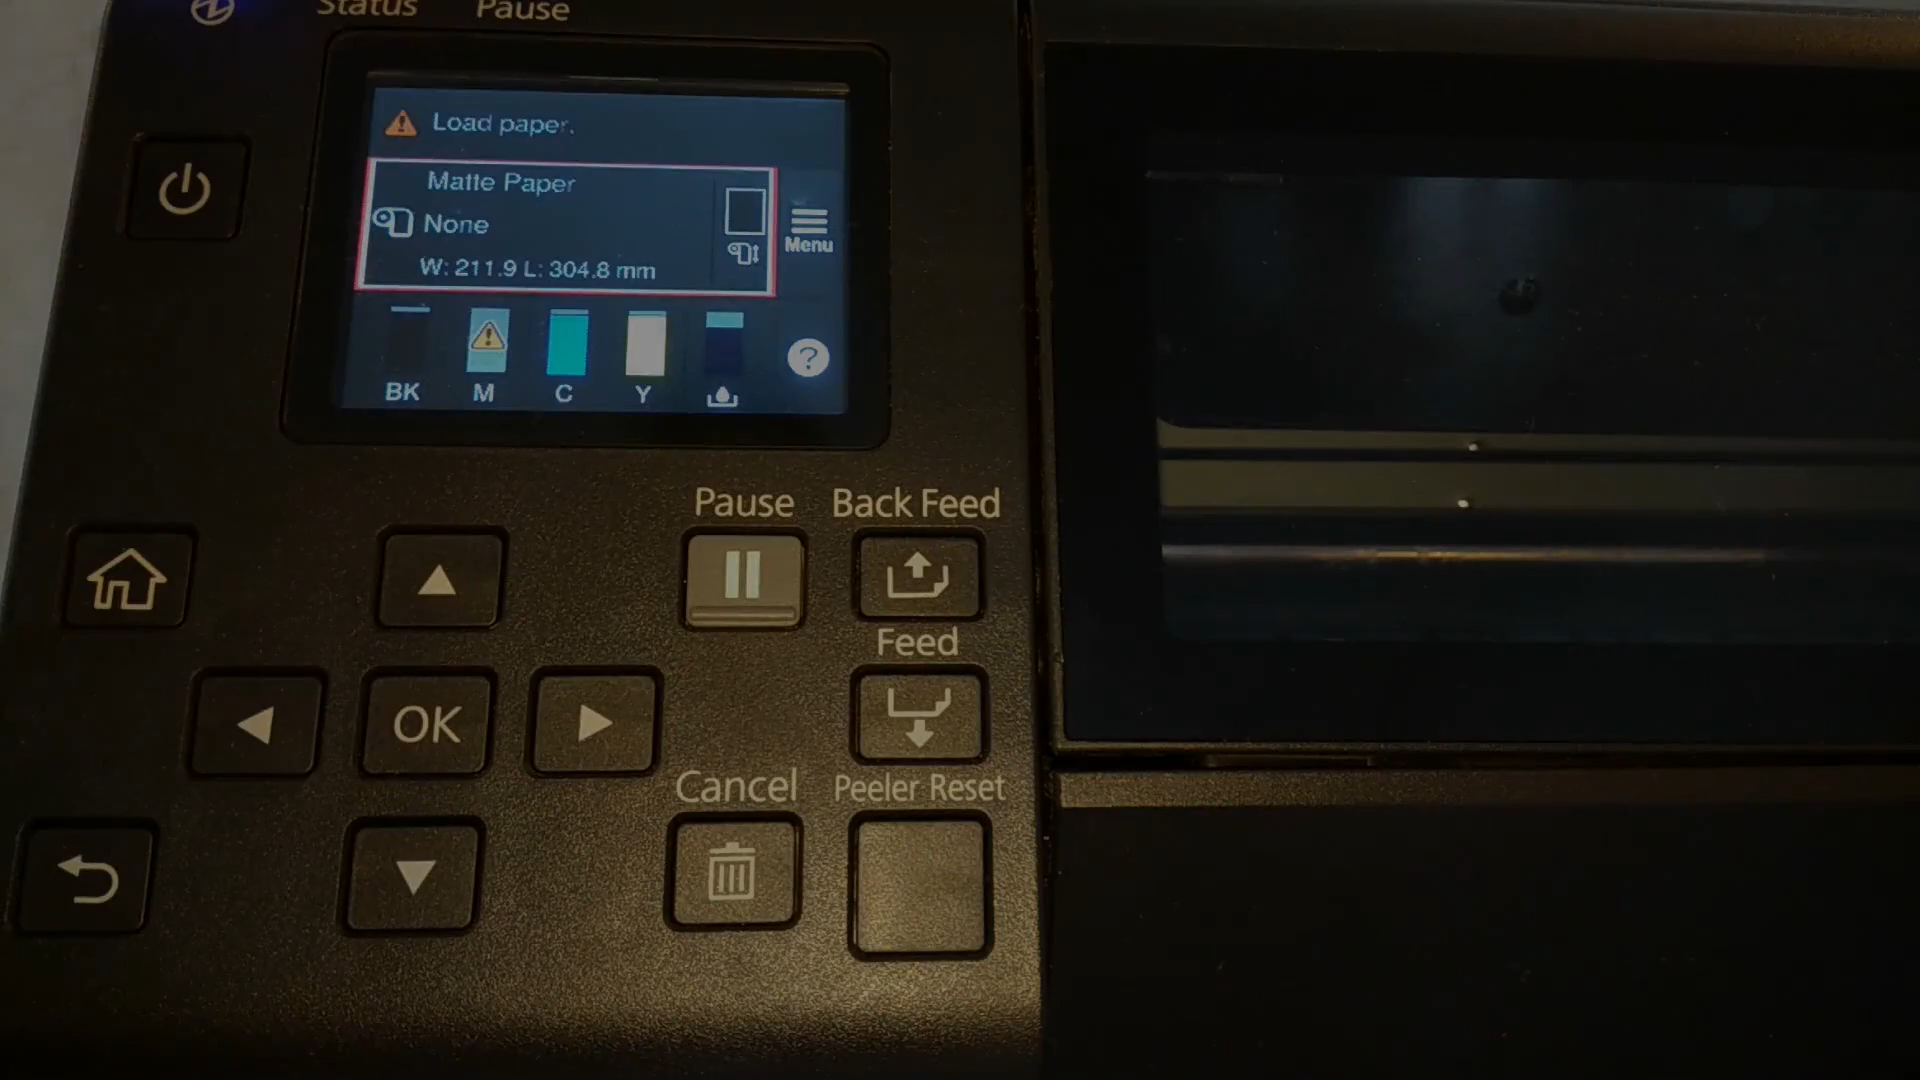 Status Pause
Load paper.
Matte Paper
None
W: 211.9 L: 304.8 mm
Menu
BK M C Y
?
Pause Back Feed
Feed
OK
Cancel Peeler Reset